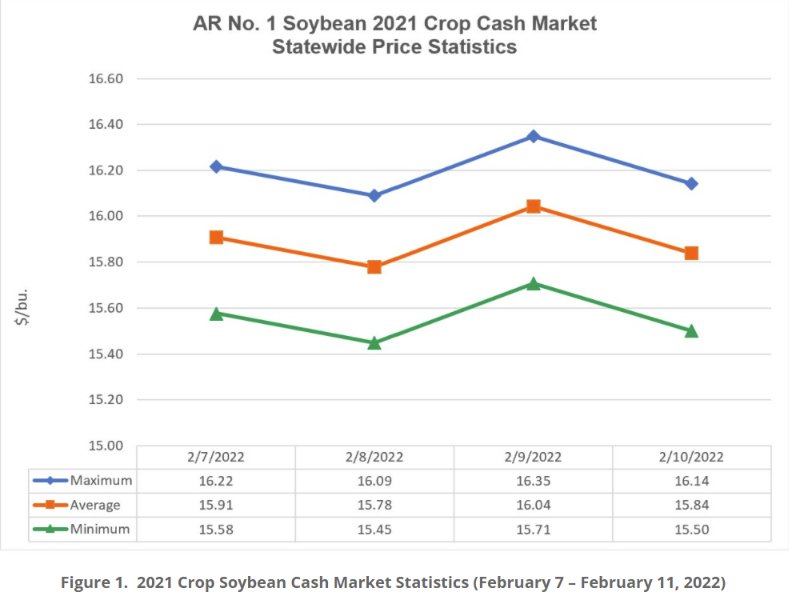 AR No. 1 Soybean 2021 Crop Cash Market
Statewide Price Statistics
16.60
16.40
16.20
16.00
15.80
15.60
15.40
15.20
15.00
$/bu.
2/7/2022 2/8/2022 2/9/2022 2/10/2022
Maximum 16.22 16.09 16.35 16.14
Average 15.91 15.78 16.04 15.84
Minimum 15.58 15.45 15.71 15.50
Figure 1. 2021 Crop Soybean Cash Market Statistics (February 7 – February 11, 2022)